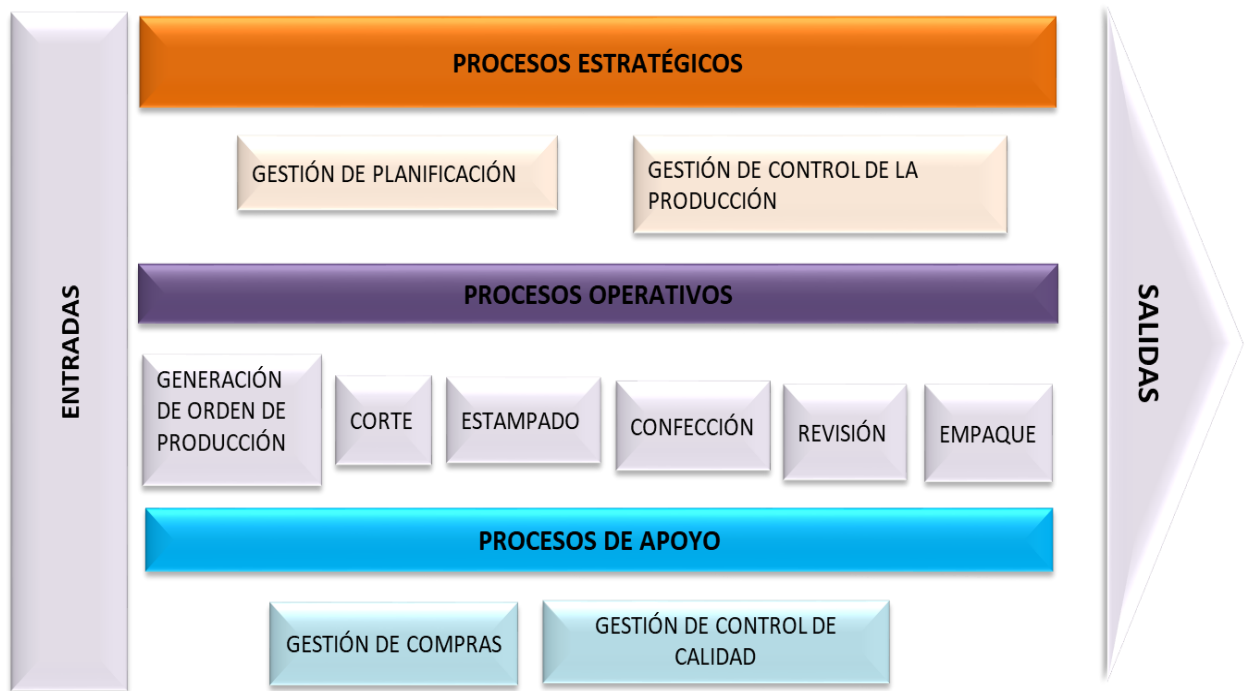 ENTRADAS
PROCESOS ESTRATÉGICOS
GESTIÓN DE PLANIFICACIÓN
GESTIÓN DE CONTROL DE LA
PRODUCCIÓN
PROCESOS OPERATIVOS
GENERACIÓN
DE ORDEN DE
PRODUCCIÓN
CORTE
ESTAMPADO
CONFECCIÓN
REVISIÓN
EMPAQUE
PROCESOS DE APOYO
GESTIÓN DE COMPRAS
GESTIÓN DE CONTROL DE
CALIDAD
SALIDAS